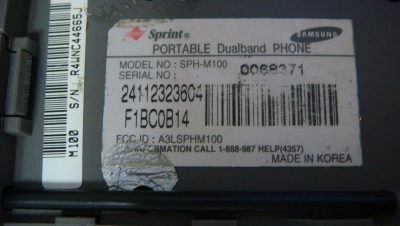 Sprint SAMSUNG
PORTABLE Dualband PHONE
MODEL NO : SPH-M100
SERIAL NO : 0068371
24112323604
F1BC0B14
FCC ID : A3LSPHM100
INFORMATION CALL 1-888-987 HELP(4357)
MADE IN KOREA
M100 S/N R4WNC44665J